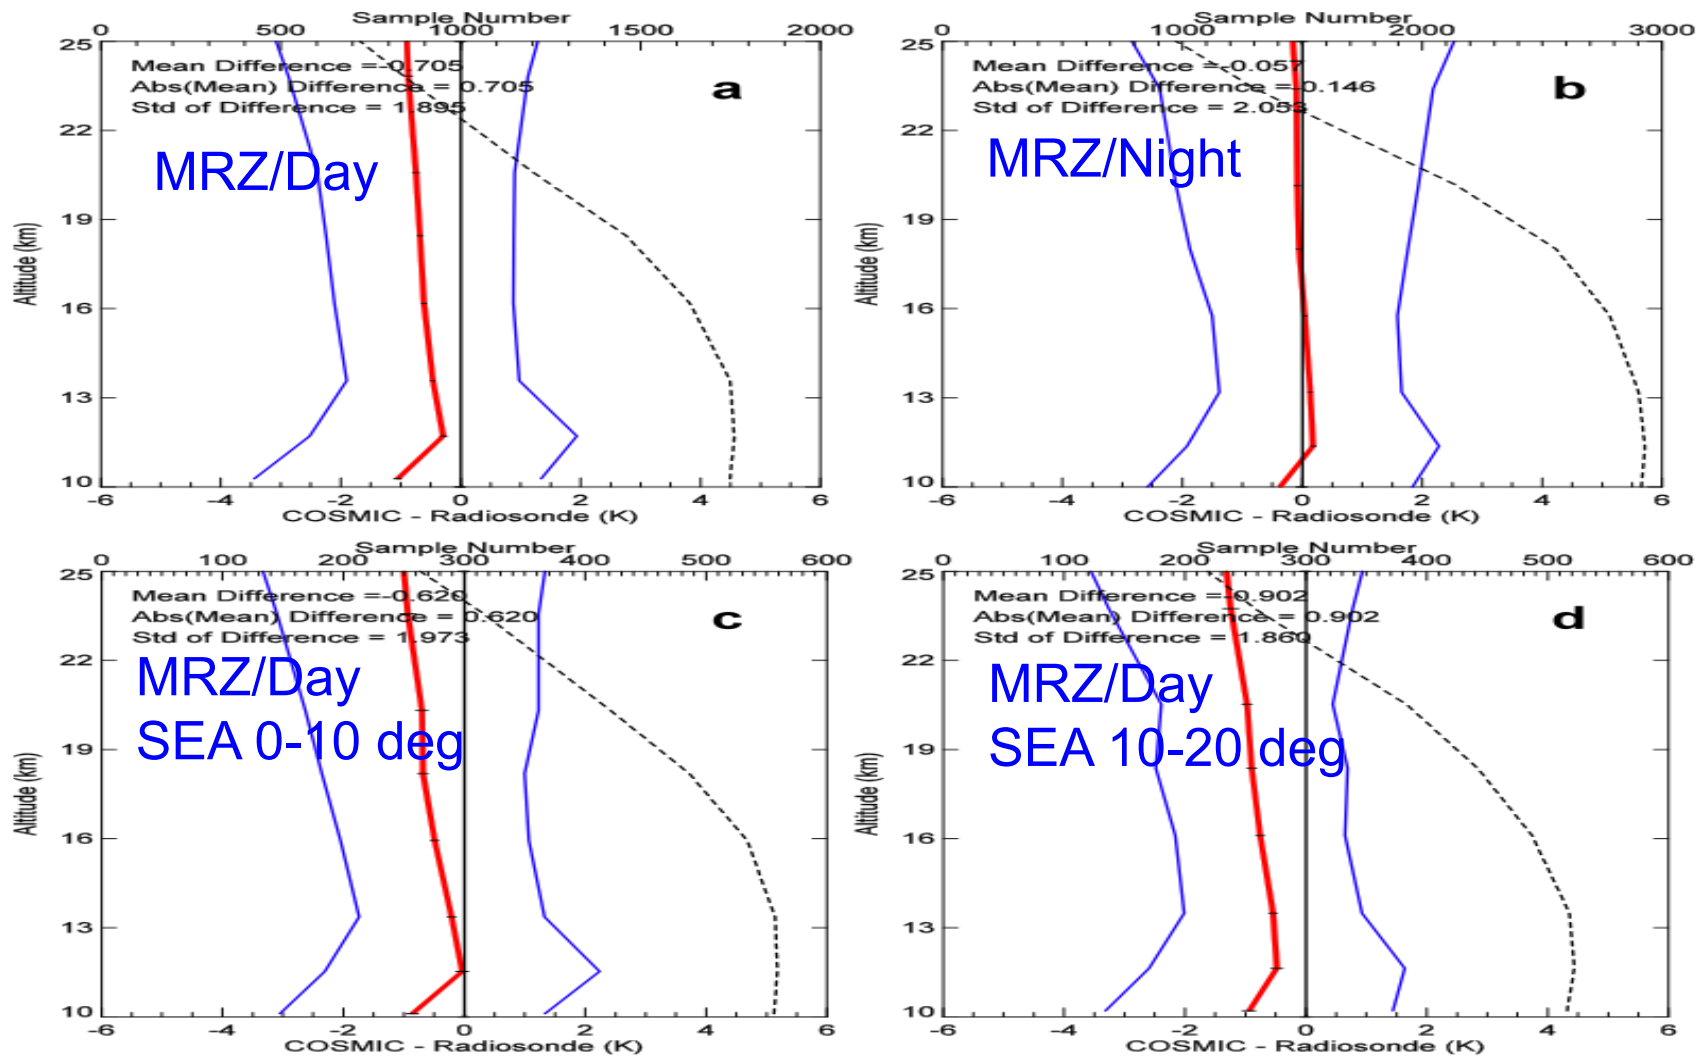 Sample Number
0 500 1000 1500 2000
25
22
19
16
13
10
Altitude (km)
Mean Difference =-0.705
Abs(Mean) Difference = 0.705
Std of Difference = 1.895
a
MRZ/Day
-6 -4 -2 0 2 4 6
COSMIC - Radiosonde (K)
Sample Number
0 1000 2000 3000
25
22
19
16
13
10
Altitude (km)
Mean Difference =-0.057
Abs(Mean) Difference = 0.146
Std of Difference = 2.053
b
MRZ/Night
-6 -4 -2 0 2 4 6
COSMIC - Radiosonde (K)
Sample Number
0 100 200 300 400 500 600
25
22
19
16
13
10
Altitude (km)
Mean Difference =-0.620
Abs(Mean) Difference = 0.620
Std of Difference = 1.973
c
MRZ/Day
SEA 0-10 deg
-6 -4 -2 0 2 4 6
COSMIC - Radiosonde (K)
Sample Number
0 100 200 300 400 500 600
25
22
19
16
13
10
Altitude (km)
Mean Difference =-0.902
Abs(Mean) Difference = 0.902
Std of Difference = 1.860
d
MRZ/Day
SEA 10-20 deg
-6 -4 -2 0 2 4 6
COSMIC - Radiosonde (K)